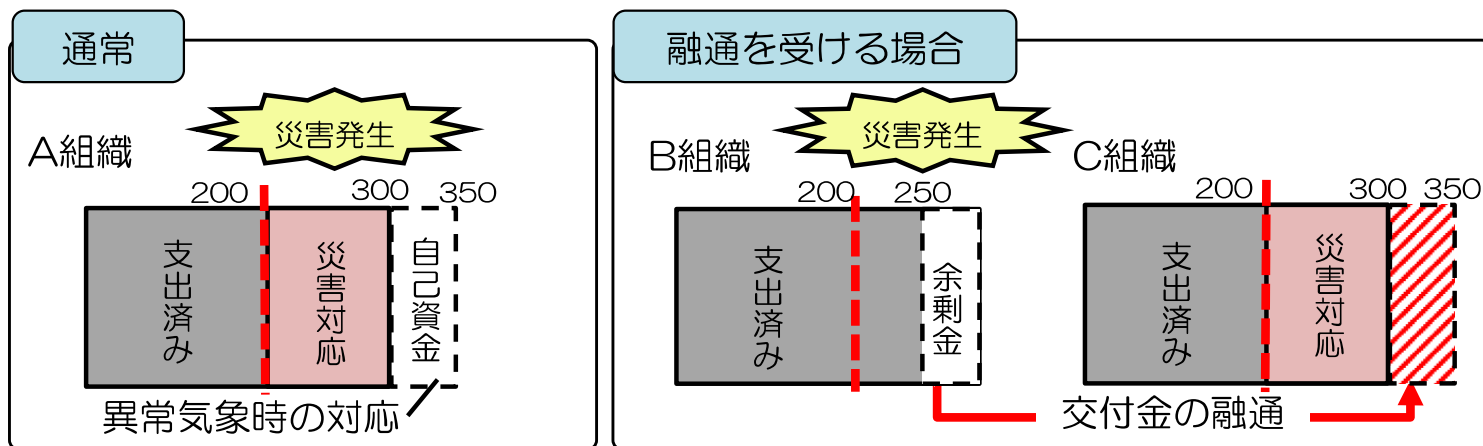 通常
災害発生
A組織
200
300
350
支出済み
災害対応
自己資金
異常気象時の対応
融通を受ける場合
災害発生
B組織
200
250
支出済み
余剰金
C組織
200
300
350
支出済み
災害対応
交付金の融通